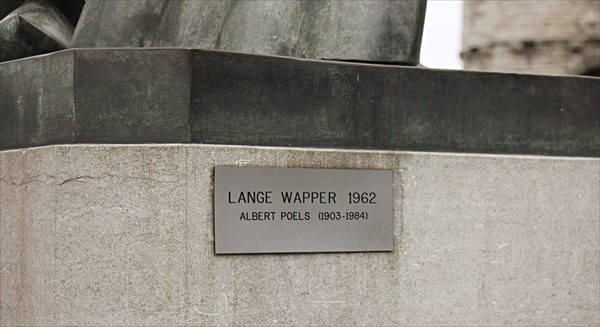 LANGE WAPPER 1962
ALBERT POELS (1903-1984)